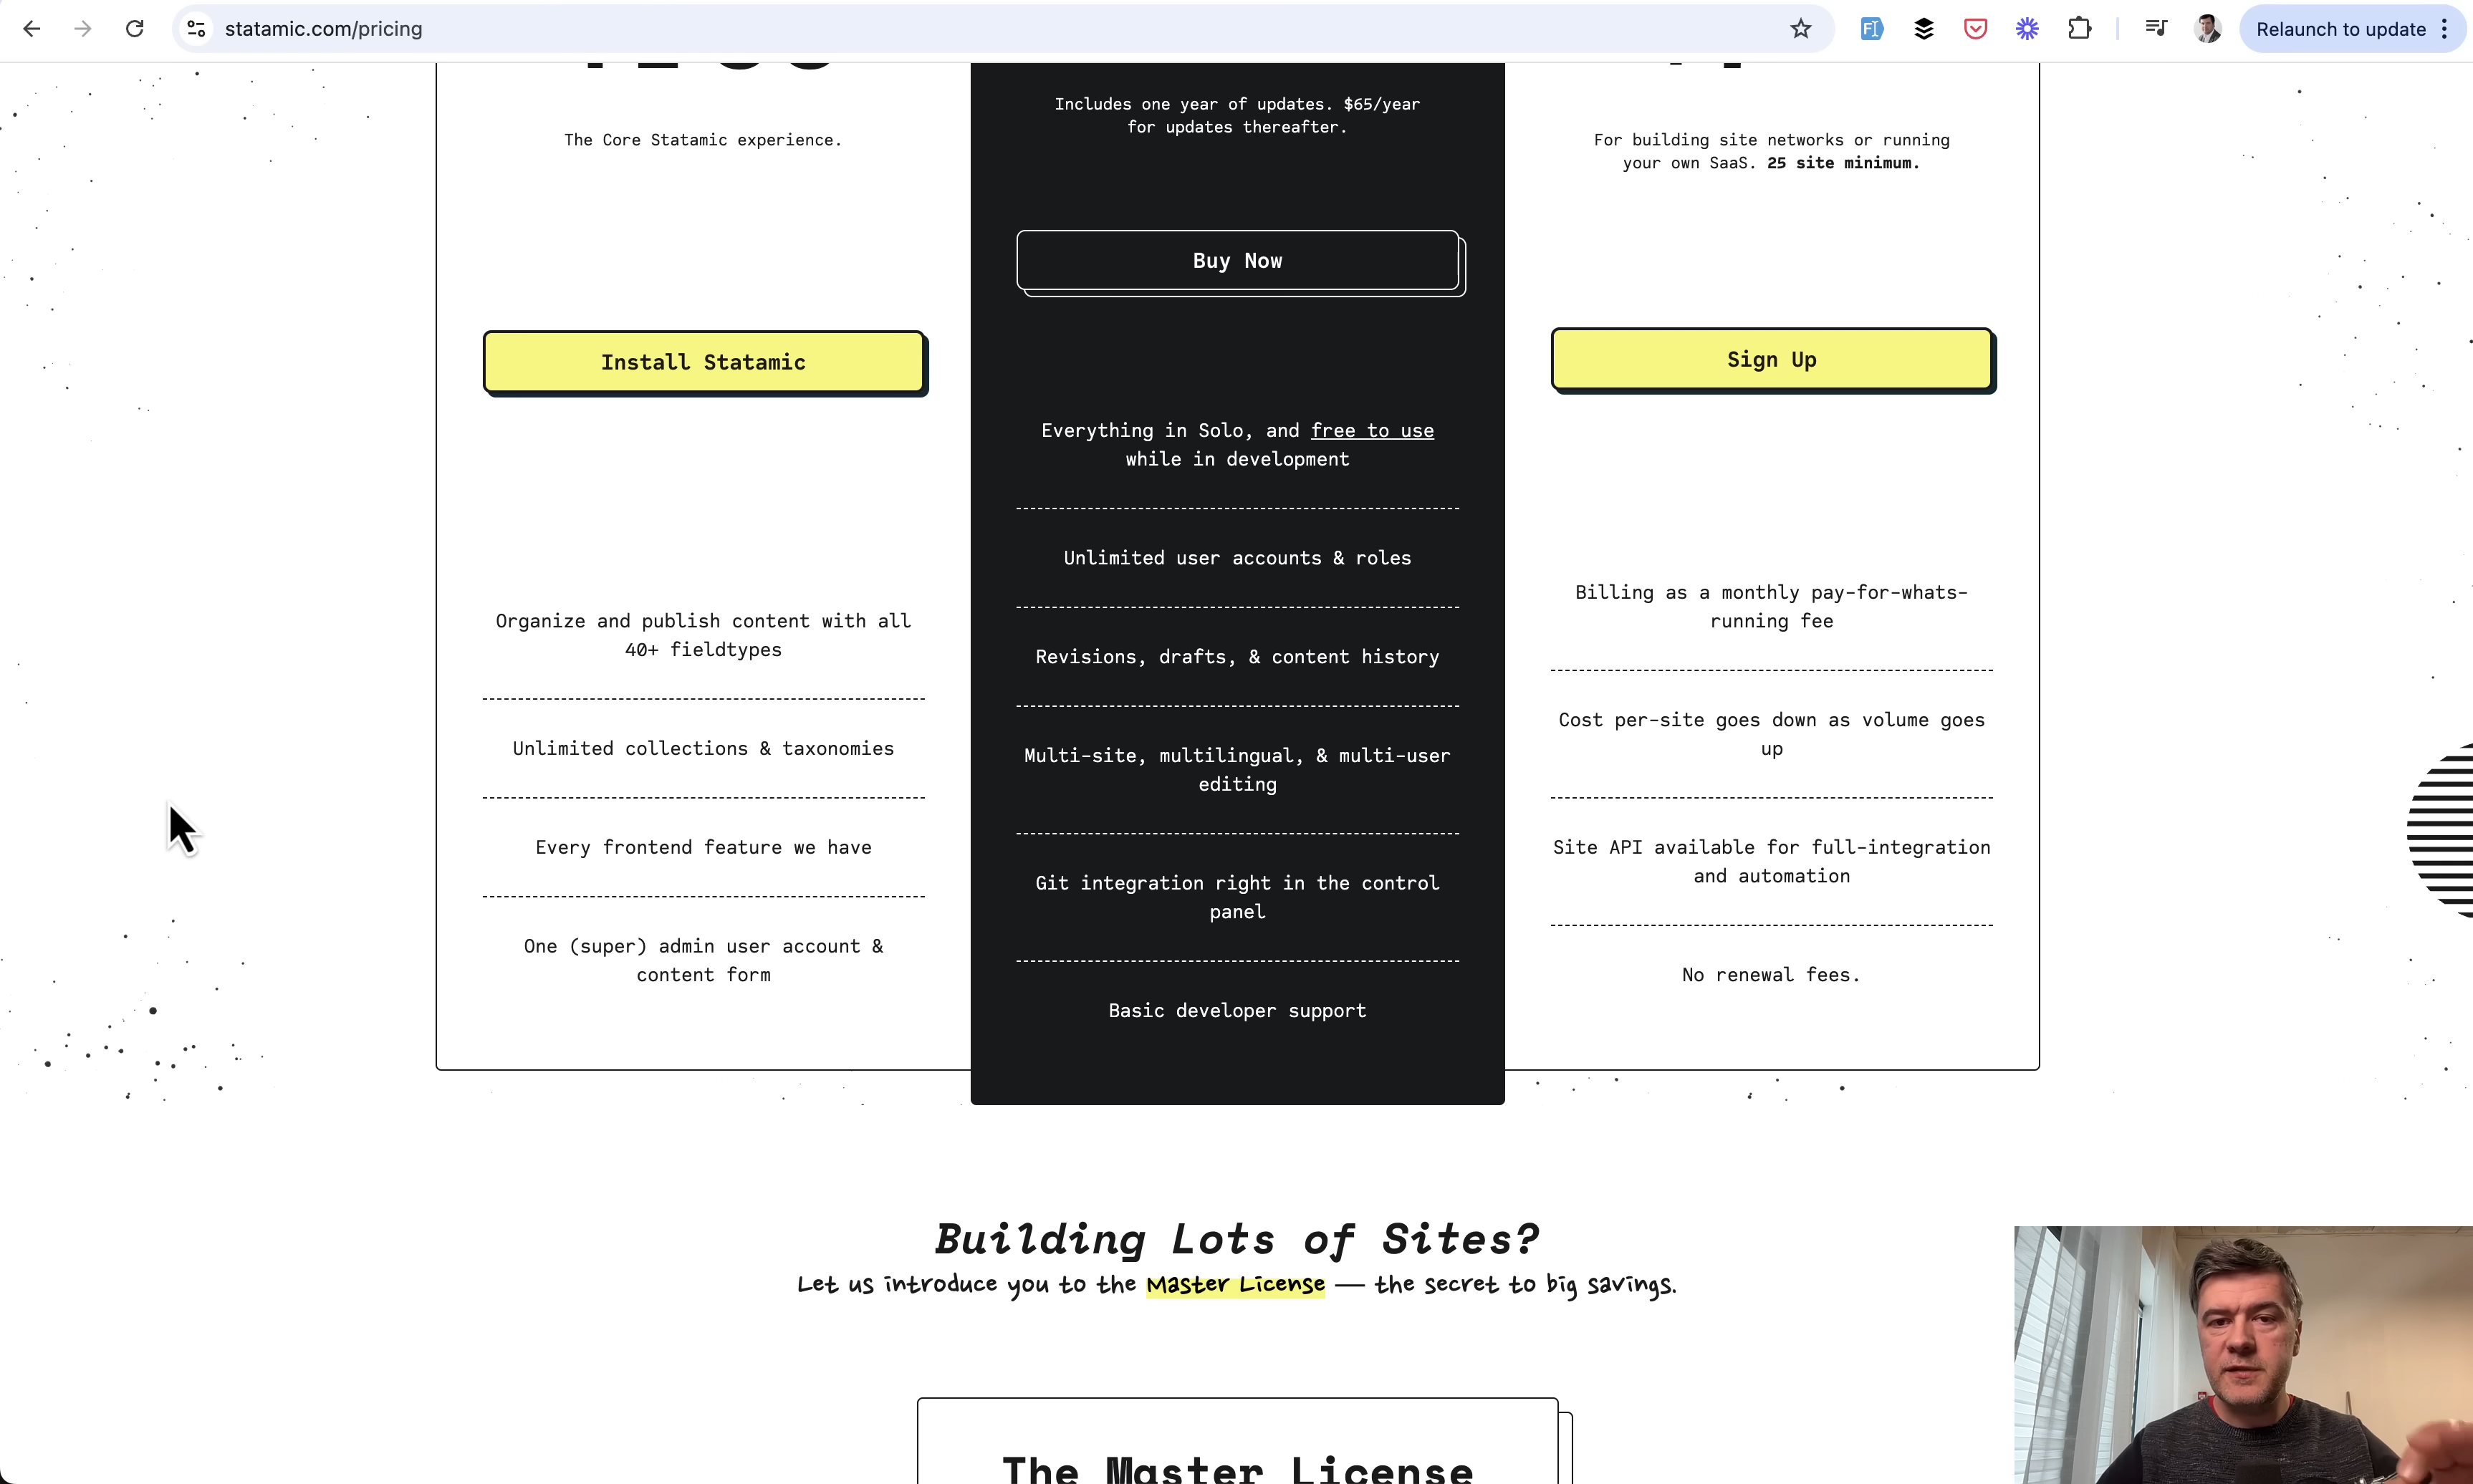 statamic.com/pricing
Relaunch to update
The Core Statamic experience.
Install Statamic
Organize and publish content with all
40+ fieldtypes
Unlimited collections & taxonomies
Every frontend feature we have
One (super) admin user account &
content form
Includes one year of updates. $65/year
for updates thereafter.
Buy Now
Everything in Solo, and free to use
while in development
Unlimited user accounts & roles
Revisions, drafts, & content history
Multi-site, multilingual, & multi-user
editing
Git integration right in the control
panel
Basic developer support
For building site networks or running
your own SaaS. 25 site minimum.
Sign Up
Billing as a monthly pay-for-whats-
running fee
Cost per-site goes down as volume goes
up
Site API available for full-integration
and automation
No renewal fees.
Building Lots of Sites?
Let us introduce you to the Master License — the secret to big savings.
The Master License